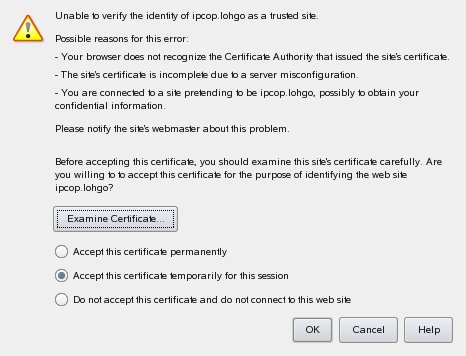 Unable to verify the identity of ipcop.lohgo as a trusted site.
Possible reasons for this error:
- Your browser does not recognize the Certificate Authority that issued the site's certificate.
- The site's certificate is incomplete due to a server misconfiguration.
- You are connected to a site pretending to be ipcop.lohgo, possibly to obtain your
confidential information.
Please notify the site's webmaster about this problem.
Before accepting this certificate, you should examine this site's certificate carefully. Are
you willing to to accept this certificate for the purpose of identifying the web site
ipcop.lohgo?
Examine Certificate...
Accept this certificate permanently
Accept this certificate temporarily for this session
Do not accept this certificate and do not connect to this web site
OK Cancel Help